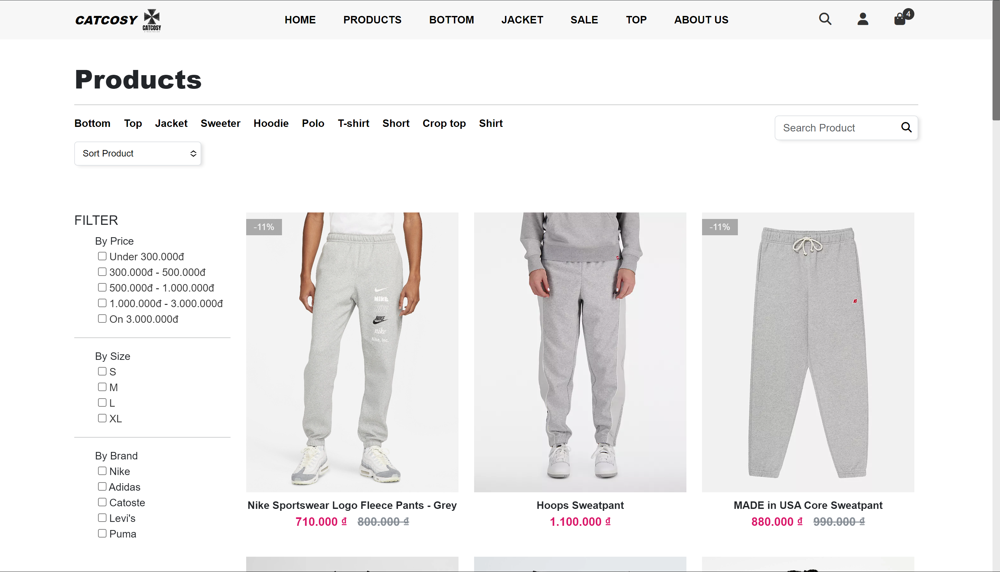 CATCOSY
CATCOSY
HOME PRODUCTS BOTTOM JACKET SALE TOP ABOUT US
4
Products
Bottom Top Jacket Sweeter Hoodie Polo T-shirt Short Crop top Shirt
Search Product
Sort Product
FILTER
By Price
Under 300.000đ
300.000đ - 500.000đ
500.000đ - 1.000.000đ
1.000.000đ - 3.000.000đ
On 3.000.000đ
By Size
S
M
L
XL
By Brand
Nike
Adidas
Catoste
Levi's
Puma
-11%
NIKE
NIKE
NIKE
nike
Nike, Inc.
Nike Sportswear Logo Fleece Pants - Grey
710.000 ₫ 800.000 ₫
Hoops Sweatpant
1.100.000 ₫
-11%
NB
MADE in USA Core Sweatpant
880.000 ₫ 990.000 ₫